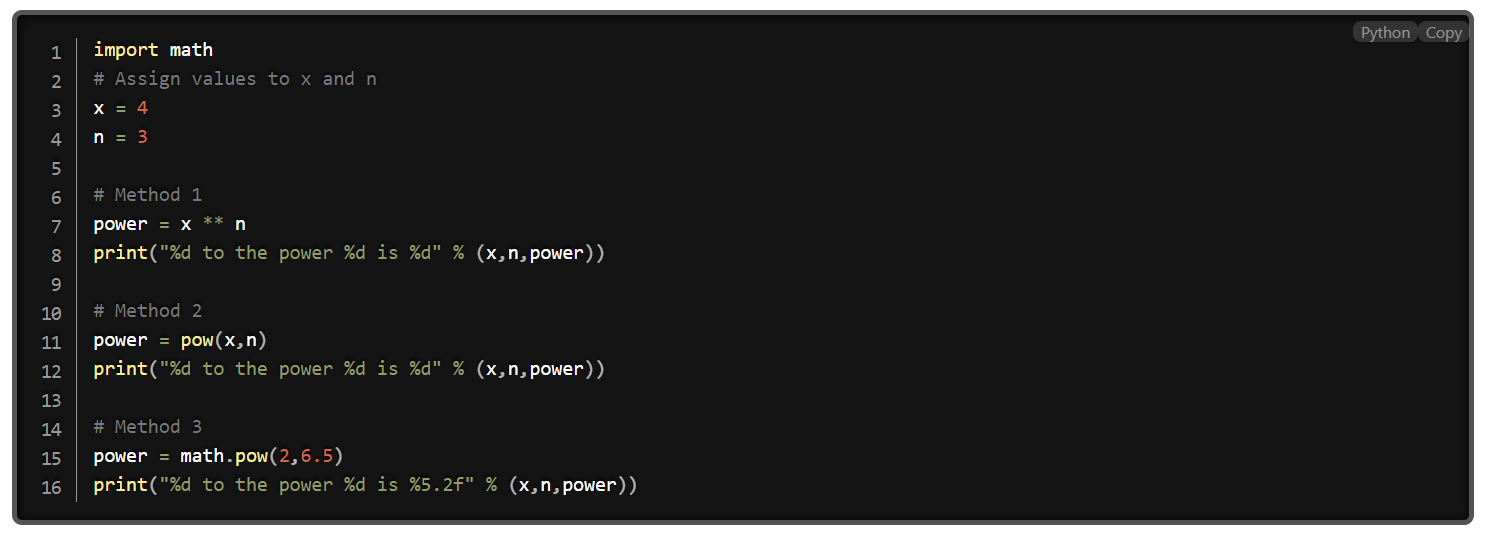 Python Copy
1 import math
2 # Assign values to x and n
3 x = 4
4 n = 3
5
6 # Method 1
7 power = x ** n
8 print("%d to the power %d is %d" % (x,n,power))
9
10 # Method 2
11 power = pow(x,n)
12 print("%d to the power %d is %d" % (x,n,power))
13
14 # Method 3
15 power = math.pow(2,6.5)
16 print("%d to the power %d is %5.2f" % (x,n,power))